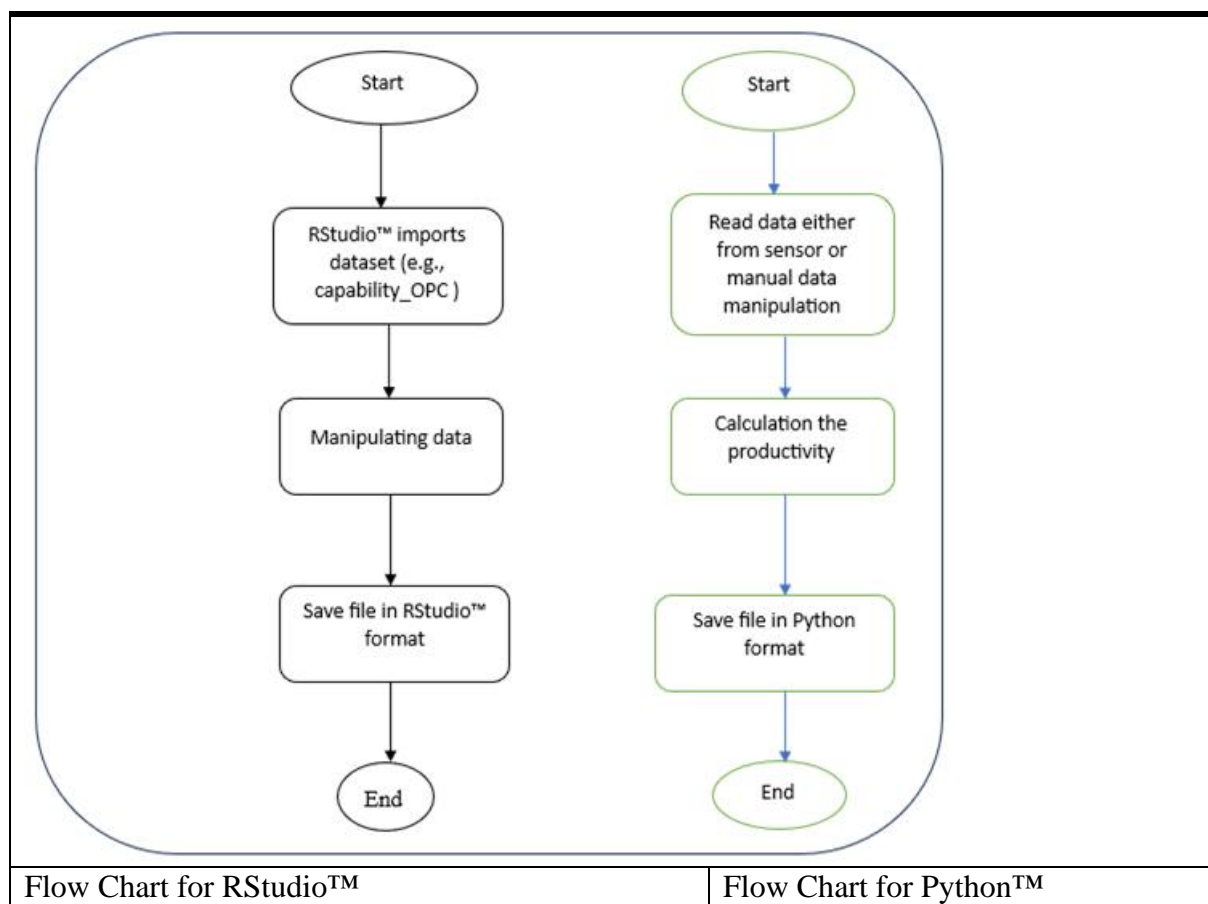 Start
RStudio™ imports
dataset (e.g.,
capability_OPC )
Manipulating data
Save file in RStudio™
format
End
Start
Read data either
from sensor or
manual data
manipulation
Calculation the
productivity
Save file in Python
format
End
Flow Chart for RStudio™
Flow Chart for Python™